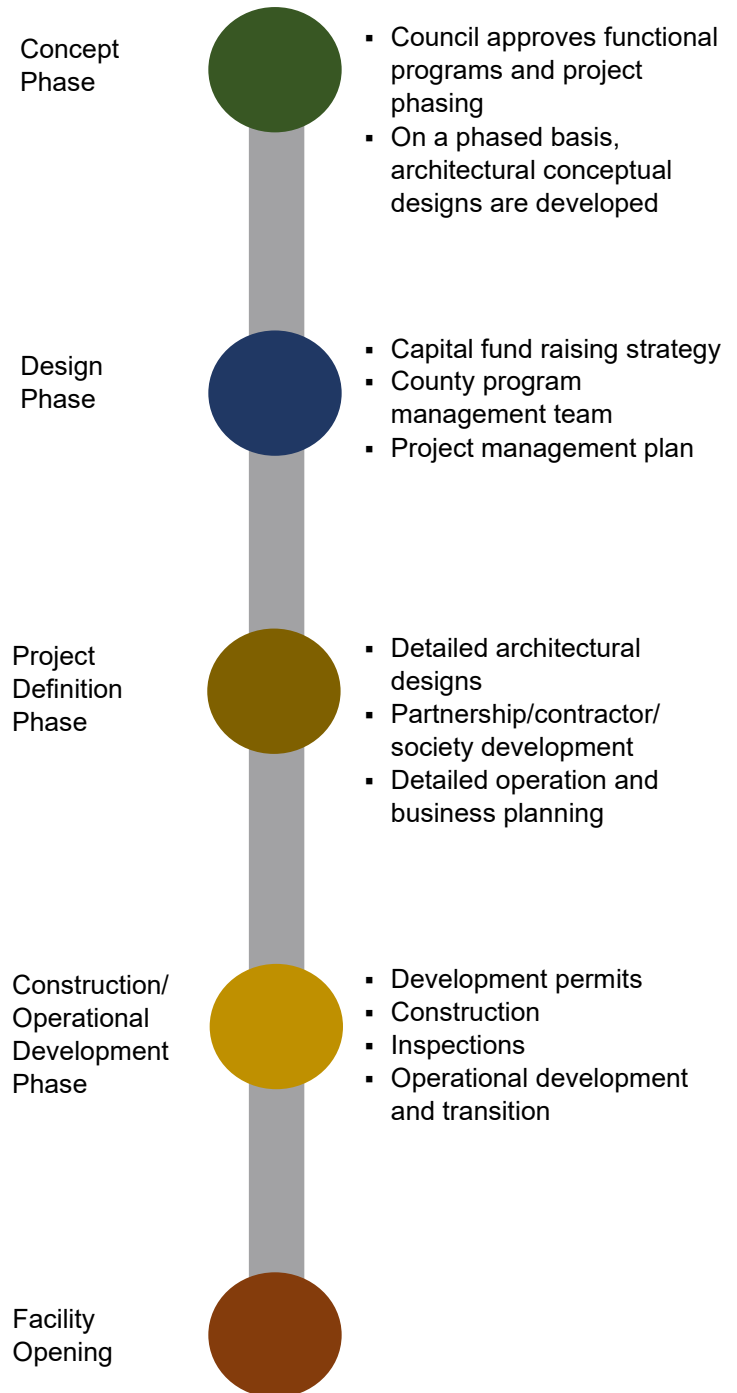 Concept
Phase
▪ Council approves functional
programs and project
phasing
▪ On a phased basis,
architectural conceptual
designs are developed
Design
Phase
▪ Capital fund raising strategy
▪ County program
management team
▪ Project management plan
Project
Definition
Phase
▪ Detailed architectural
designs
▪ Partnership/contractor/
society development
▪ Detailed operation and
business planning
Construction/
Operational
Development
Phase
▪ Development permits
▪ Construction
▪ Inspections
▪ Operational development
and transition
Facility
Opening